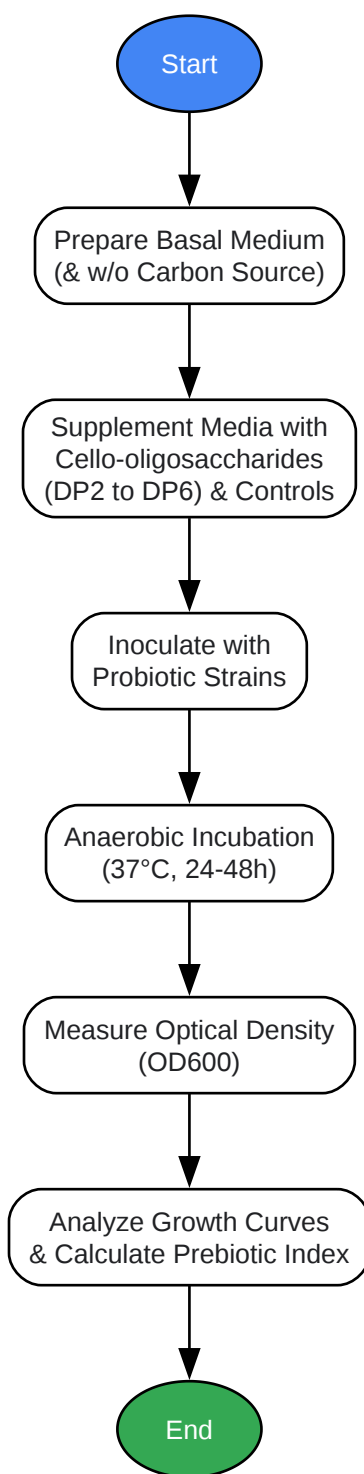 Start
Prepare Basal Medium
(& w/o Carbon Source)
Supplement Media with
Cello-oligosaccharides
(DP2 to DP6) & Controls
Inoculate with
Probiotic Strains
Anaerobic Incubation
(37°C, 24-48h)
Measure Optical Density
(OD600)
Analyze Growth Curves
& Calculate Prebiotic Index
End